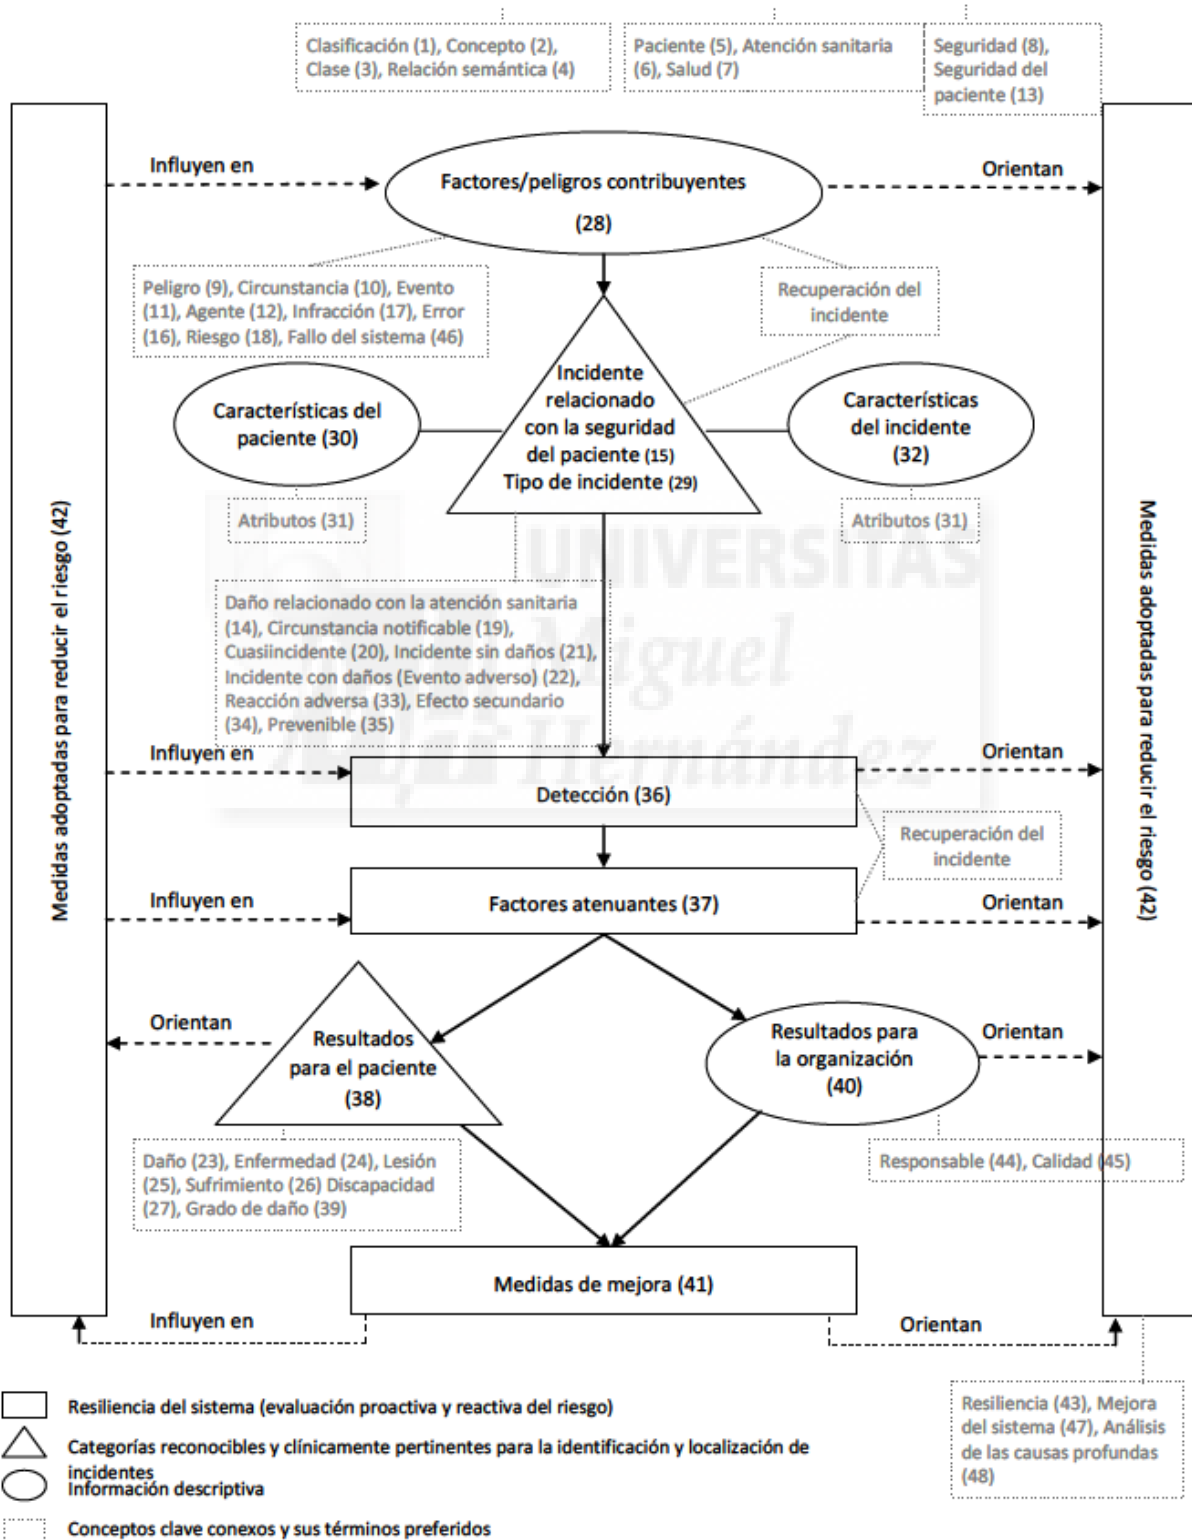 Clasificación (1), Concepto (2),
Clase (3), Relación semántica (4)
Paciente (5), Atención sanitaria
(6), Salud (7)
Seguridad (8),
Seguridad del
paciente (13)
Influyen en
Factores/peligros contribuyentes
(28)
Orientan
Peligro (9), Circunstancia (10), Evento
(11), Agente (12), Infracción (17), Error
(16), Riesgo (18), Fallo del sistema (46)
Recuperación del
incidente
Incidente
relacionado
con la seguridad
del paciente (15)
Tipo de incidente (29)
Características del
paciente (30)
Características
del incidente
(32)
Atributos (31)
Atributos (31)
Medidas adoptadas para reducir el riesgo (42)
Medidas adoptadas para reducir el riesgo (42)
UNIVERSITAS
Miguel
Hernández
Daño relacionado con la atención sanitaria
(14), Circunstancia notificable (19),
Cuasiincidente (20), Incidente sin daños (21),
Incidente con daños (Evento adverso) (22),
Reacción adversa (33), Efecto secundario
(34), Prevenible (35)
Influyen en
Orientan
Detección (36)
Recuperación del
incidente
Influyen en
Factores atenuantes (37)
Orientan
Orientan
Resultados
para el paciente
(38)
Resultados para
la organización
(40)
Orientan
Daño (23), Enfermedad (24), Lesión
(25), Sufrimiento (26) Discapacidad
(27), Grado de daño (39)
Responsable (44), Calidad (45)
Medidas de mejora (41)
Influyen en
Orientan
Resiliencia (43), Mejora
del sistema (47), Análisis
de las causas profundas
(48)
Resiliencia del sistema (evaluación proactiva y reactiva del riesgo)
Categorías reconocibles y clínicamente pertinentes para la identificación y localización de
incidentes
Información descriptiva
Conceptos clave conexos y sus términos preferidos